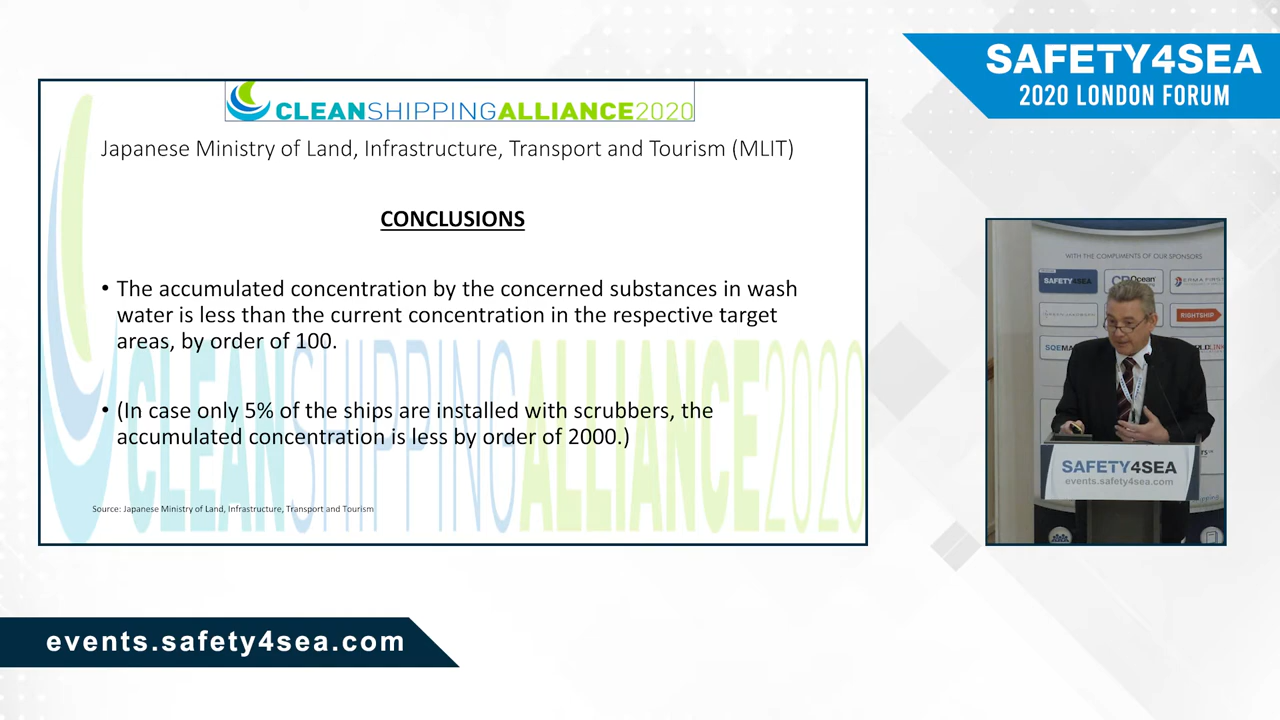 SAFETY4SEA
2020 LONDON FORUM
CLEANSHIPPINGALLIANCE2020
Japanese Ministry of Land, Infrastructure, Transport and Tourism (MLIT)
CONCLUSIONS
• The accumulated concentration by the concerned substances in wash
water is less than the current concentration in the respective target
areas, by order of 100.
• (In case only 5% of the ships are installed with scrubbers, the
accumulated concentration is less by order of 2000.)
Source: Japanese Ministry of Land, Infrastructure, Transport and Tourism
CLEANSHIPPINGALLIANCE2020
WITH THE COMPLIMENTS OF OUR SPONSORS
SAFETY4SEA
Ocean
ERMA FIRST
RIGHTSHIP
SAFETY4SEA
events.safety4sea.com
events.safety4sea.com